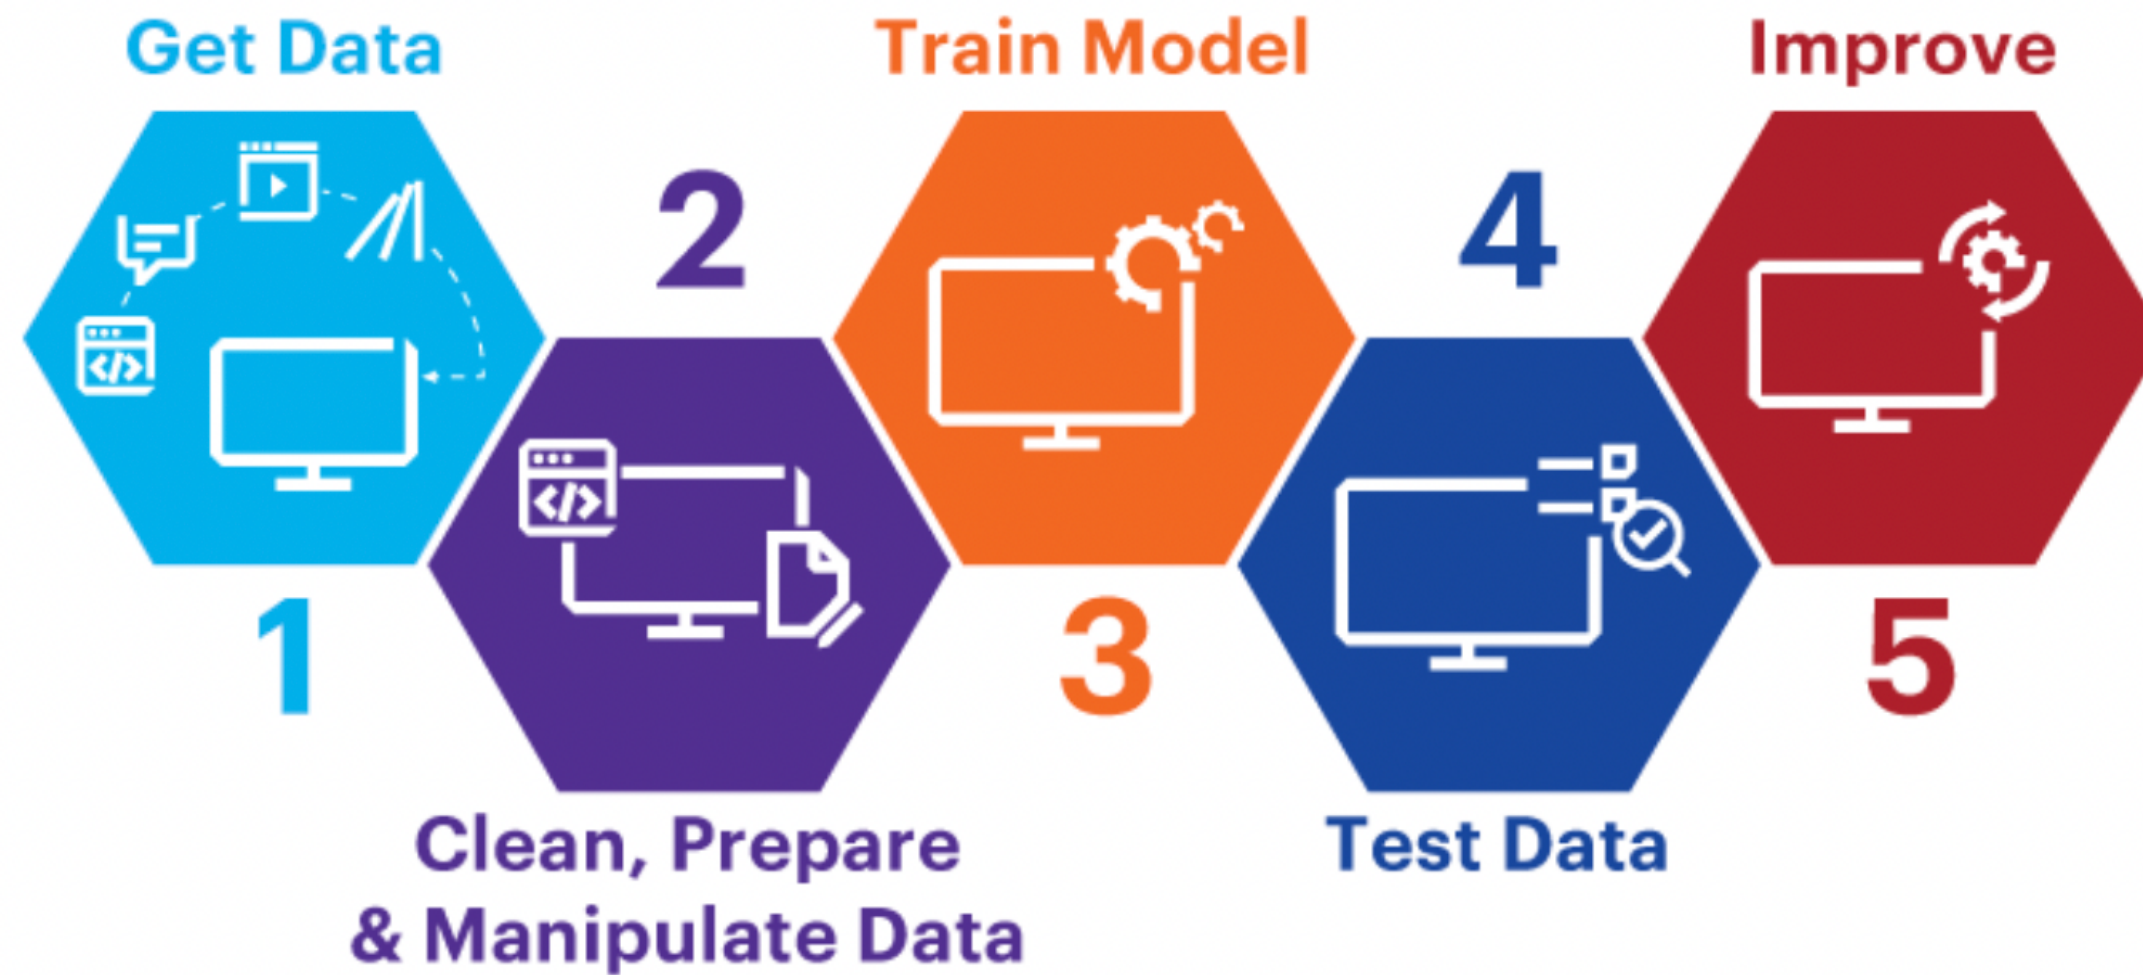 Get Data
1
2
Clean, Prepare
& Manipulate Data
Train Model
3
4
Test Data
Improve
5